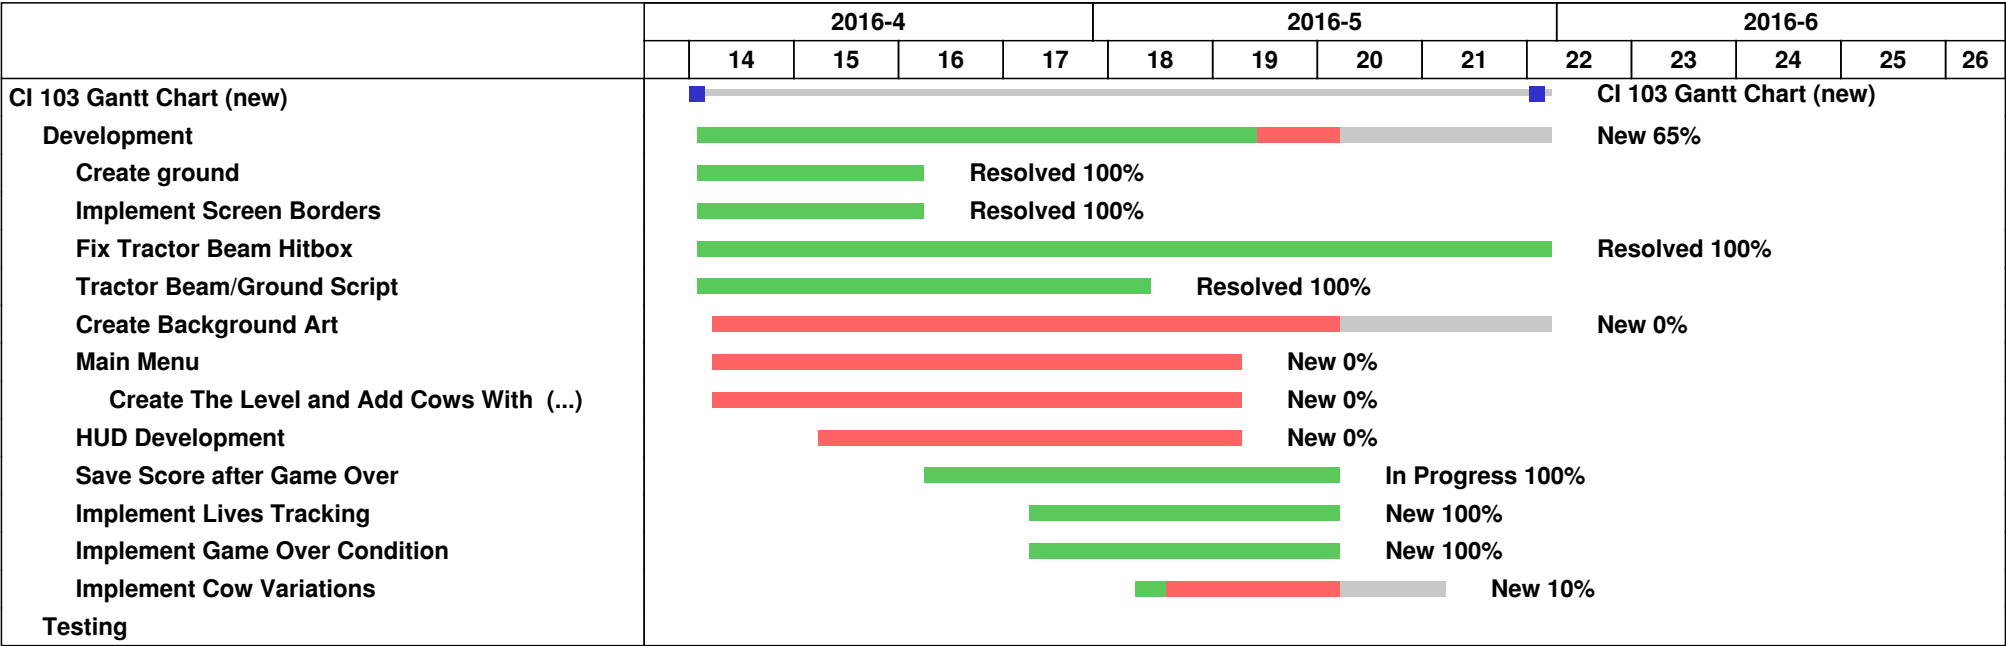 2016-4 2016-5 2016-6
14 15 16 17 18 19 20 21 22 23 24 25 26
CI 103 Gantt Chart (new) CI 103 Gantt Chart (new)
Development New 65%
Create ground Resolved 100%
Implement Screen Borders Resolved 100%
Fix Tractor Beam Hitbox Resolved 100%
Tractor Beam/Ground Script Resolved 100%
Create Background Art New 0%
Main Menu New 0%
Create The Level and Add Cows With (...) New 0%
HUD Development New 0%
Save Score after Game Over In Progress 100%
Implement Lives Tracking New 100%
Implement Game Over Condition New 100%
Implement Cow Variations New 10%
Testing